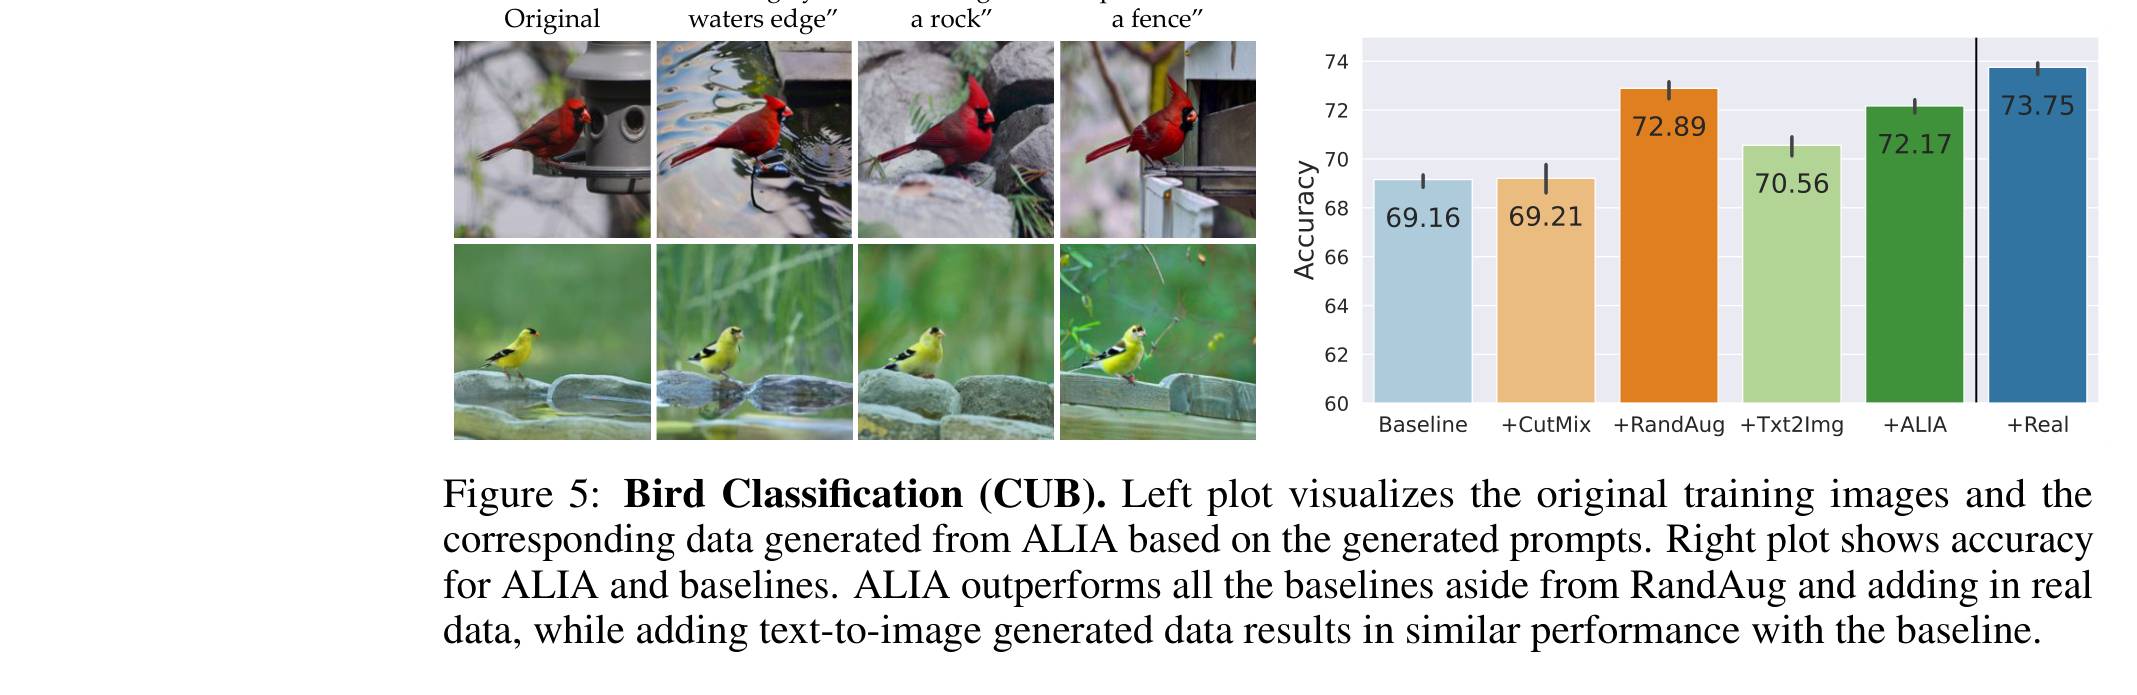 Original
waters edge”
a rock”
a fence”
74
72
70
68
66
64
62
60
Accuracy
69.16
69.21
72.89
70.56
72.17
73.75
Baseline
+CutMix
+RandAug
+Txt2Img
+ALIA
+Real
Figure 5: Bird Classification (CUB). Left plot visualizes the original training images and the
corresponding data generated from ALIA based on the generated prompts. Right plot shows accuracy
for ALIA and baselines. ALIA outperforms all the baselines aside from RandAug and adding in real
data, while adding text-to-image generated data results in similar performance with the baseline.